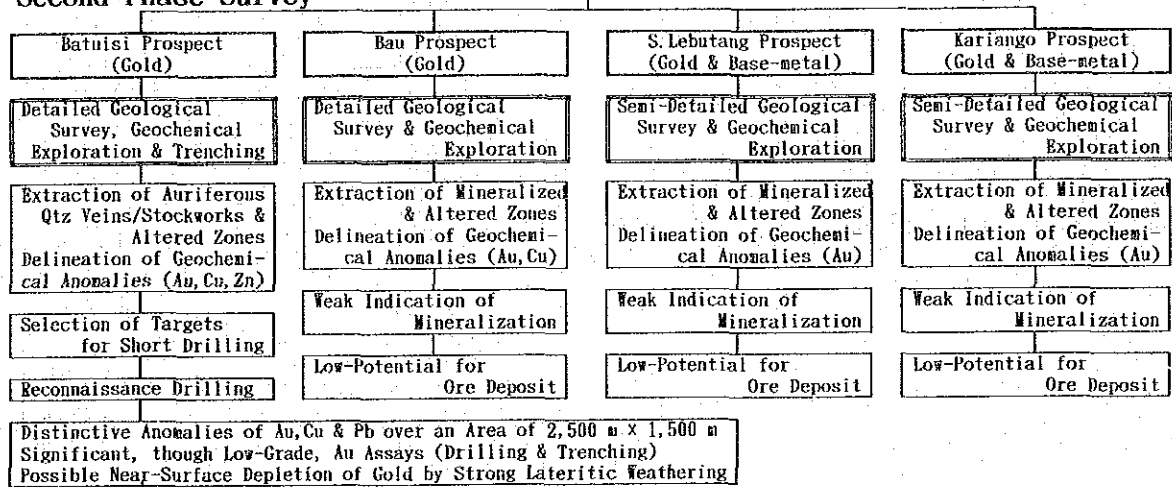 Second Phase Survey
Batuisi Prospect
(Gold)
Detailed Geological
Survey, Geochemical
Exploration & Trenching
Extraction of Auriferous
Qtz Veins/Stockworks &
Altered Zones
Delineation of Geochemi-
cal Anomalies (Au, Cu, Zn)
Selection of Targets
for Short Drilling
Reconnaissance Drilling
Distinctive Anomalies of Au, Cu & Pb over an Area of 2,500 m × 1,500 m
Significant, though Low-Grade, Au Assays (Drilling & Trenching)
Possible Near-Surface Depletion of Gold by Strong Lateritic Weathering
Bau Prospect
(Gold)
Detailed Geological
Survey & Geochemical
Exploration
Extraction of Mineralized
& Altered Zones
Delineation of Geochemi-
cal Anomalies (Au, Cu)
Weak Indication of
Mineralization
Low-Potential for
Ore Deposit
S. Lebutang Prospect
(Gold & Base-metal)
Semi-Detailed Geological
Survey & Geochemical
Exploration
Extraction of Mineralized
& Altered Zones
Delineation of Geochemi-
cal Anomalies (Au)
Weak Indication of
Mineralization
Low-Potential for
Ore Deposit
Kariango Prospect
(Gold & Base-metal)
Semi-Detailed Geological
Survey & Geochemical
Exploration
Extraction of Mineralized
& Altered Zones
Delineation of Geochemi-
cal Anomalies (Au)
Weak Indication of
Mineralization
Low-Potential for
Ore Deposit